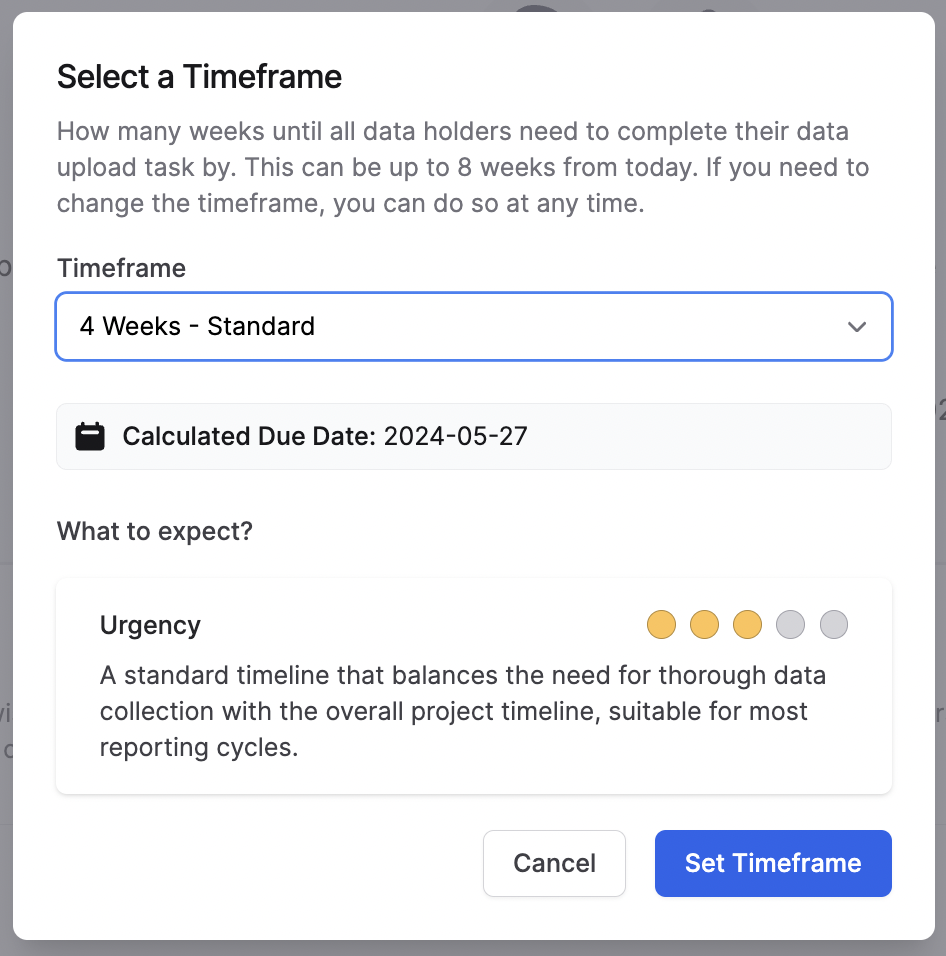 Select a Timeframe
How many weeks until all data holders need to complete their data
upload task by. This can be up to 8 weeks from today. If you need to
change the timeframe, you can do so at any time.
Timeframe
4 Weeks - Standard
Calculated Due Date: 2024-05-27
What to expect?
Urgency
A standard timeline that balances the need for thorough data
collection with the overall project timeline, suitable for most
reporting cycles.
Cancel
Set Timeframe